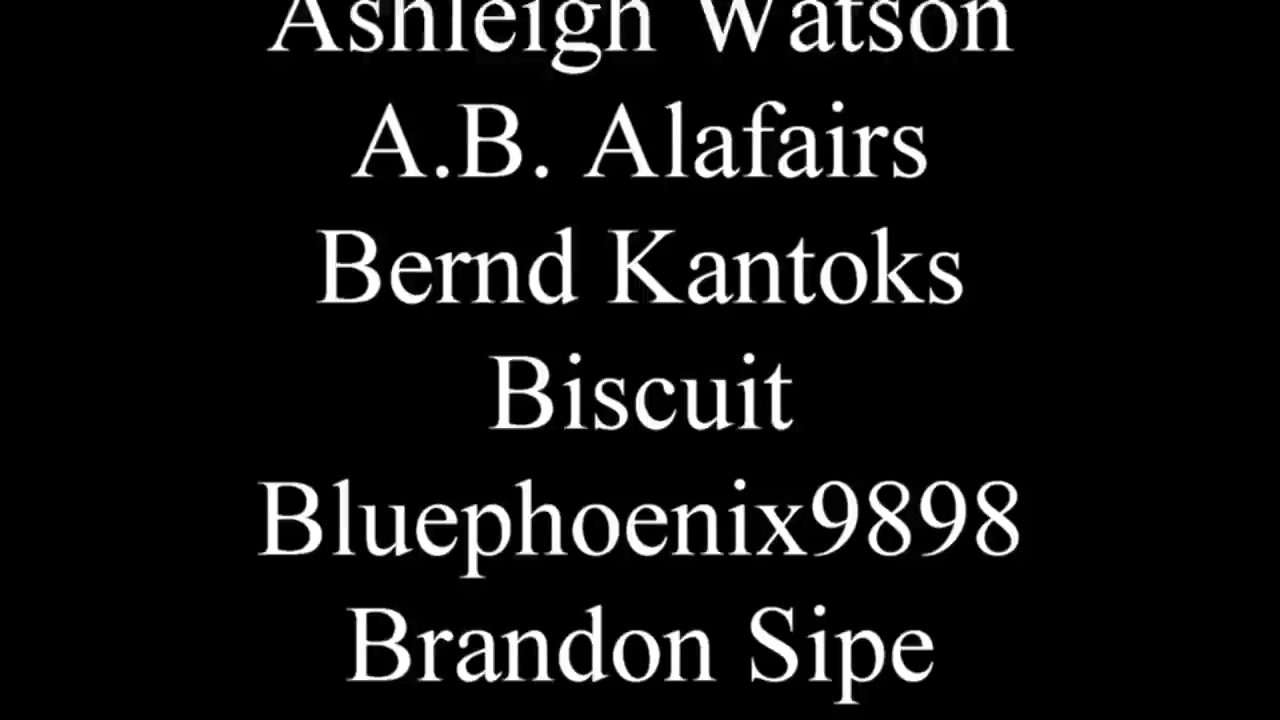 Ashleigh Watson
A.B. Alafairs
Bernd Kantoks
Biscuit
Bluephoenix9898
Brandon Sipe